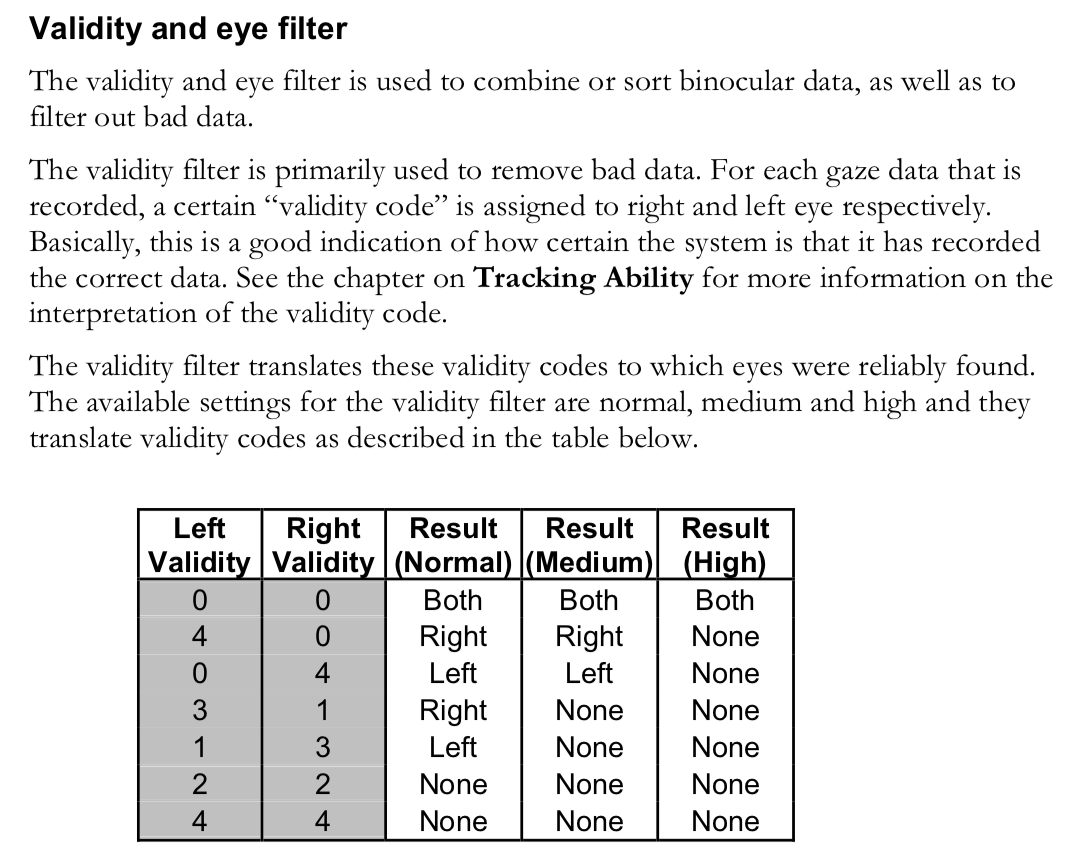 Validity and eye filter
The validity and eye filter is used to combine or sort binocular data, as well as to
filter out bad data.
The validity filter is primarily used to remove bad data. For each gaze data that is
recorded, a certain “validity code” is assigned to right and left eye respectively.
Basically, this is a good indication of how certain the system is that it has recorded
the correct data. See the chapter on Tracking Ability for more information on the
interpretation of the validity code.
The validity filter translates these validity codes to which eyes were reliably found.
The available settings for the validity filter are normal, medium and high and they
translate validity codes as described in the table below.
Left Right Result Result Result
Validity Validity (Normal) (Medium) (High)
0 0 Both Both Both
4 0 Right Right None
0 4 Left Left None
3 1 Right None None
1 3 Left None None
2 2 None None None
4 4 None None None